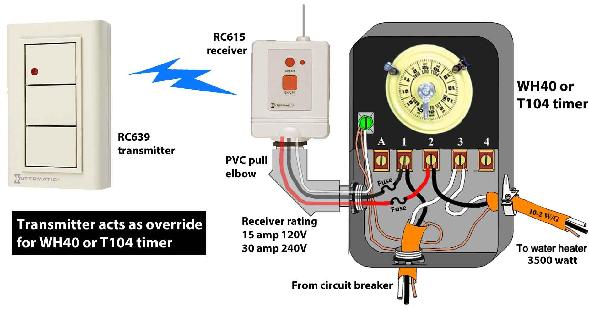 RC615
receiver
WH40 or
T104 timer
RC639
transmitter
INTERMATIC
PVC pull
elbow
A 1 2 3 4
Fuse
Fuse
Transmitter acts as override
for WH40 or T104 timer
Receiver rating
15 amp 120V
30 amp 240V
10-2 W/G
To water heater
3500 watt
From circuit breaker